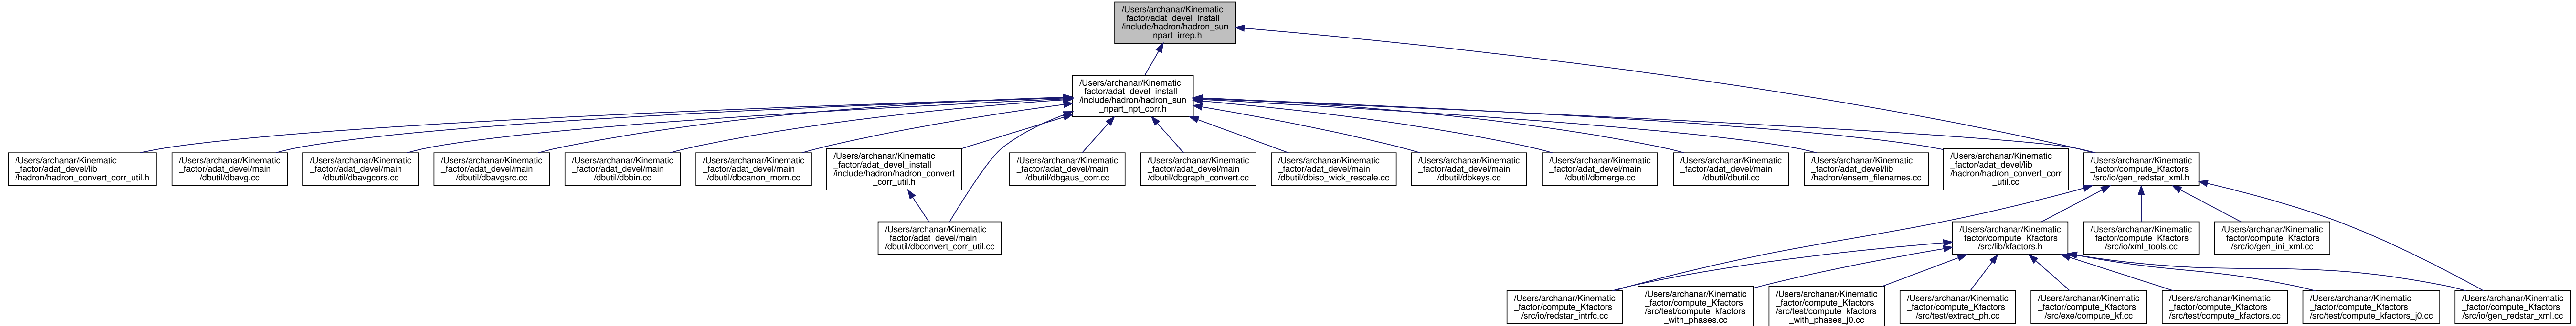 /Users/archanar/Kinematic
_factor/adat_devel_install
/include/hadron/hadron_sun
_npart_irrep.h
/Users/archanar/Kinematic
_factor/adat_devel_install
/include/hadron/hadron_sun
_npart_npt_corr.h
/Users/archanar/Kinematic
_factor/adat_devel/lib
/hadron/hadron_convert_corr_util.h
/Users/archanar/Kinematic
_factor/adat_devel/main
/dbutil/dbavg.cc
/Users/archanar/Kinematic
_factor/adat_devel/main
/dbutil/dbavgcors.cc
/Users/archanar/Kinematic
_factor/adat_devel/main
/dbutil/dbavgsrc.cc
/Users/archanar/Kinematic
_factor/adat_devel/main
/dbutil/dbbin.cc
/Users/archanar/Kinematic
_factor/adat_devel/main
/dbutil/dbcanon_mom.cc
/Users/archanar/Kinematic
_factor/adat_devel_install
/include/hadron/hadron_convert
_corr_util.h
/Users/archanar/Kinematic
_factor/adat_devel/main
/dbutil/dbgaus_corr.cc
/Users/archanar/Kinematic
_factor/adat_devel/main
/dbutil/dbgraph_convert.cc
/Users/archanar/Kinematic
_factor/adat_devel/main
/dbutil/dbiso_wick_rescale.cc
/Users/archanar/Kinematic
_factor/adat_devel/main
/dbutil/dbkeys.cc
/Users/archanar/Kinematic
_factor/adat_devel/main
/dbutil/dbmerge.cc
/Users/archanar/Kinematic
_factor/adat_devel/main
/dbutil/dbutil.cc
/Users/archanar/Kinematic
_factor/adat_devel/lib
/hadron/ensem_filenames.cc
/Users/archanar/Kinematic
_factor/adat_devel/lib
/hadron/hadron_convert_corr
_util.cc
/Users/archanar/Kinematic
_factor/compute_Kfactors
/src/io/gen_redstar_xml.h
/Users/archanar/Kinematic
_factor/adat_devel/main
/dbutil/dbconvert_corr_util.cc
/Users/archanar/Kinematic
_factor/compute_Kfactors
/src/lib/kfactors.h
/Users/archanar/Kinematic
_factor/compute_Kfactors
/src/io/xml_tools.cc
/Users/archanar/Kinematic
_factor/compute_Kfactors
/src/io/gen_ini_xml.cc
/Users/archanar/Kinematic
_factor/compute_Kfactors
/src/io/redstar_intrfc.cc
/Users/archanar/Kinematic
_factor/compute_Kfactors
/src/test/compute_kfactors
_with_phases.cc
/Users/archanar/Kinematic
_factor/compute_Kfactors
/src/test/compute_kfactors
_with_phases_j0.cc
/Users/archanar/Kinematic
_factor/compute_Kfactors
/src/test/extract_ph.cc
/Users/archanar/Kinematic
_factor/compute_Kfactors
/src/exe/compute_kf.cc
/Users/archanar/Kinematic
_factor/compute_Kfactors
/src/test/compute_kfactors.cc
/Users/archanar/Kinematic
_factor/compute_Kfactors
/src/test/compute_kfactors_j0.cc
/Users/archanar/Kinematic
_factor/compute_Kfactors
/src/io/gen_redstar_xml.cc